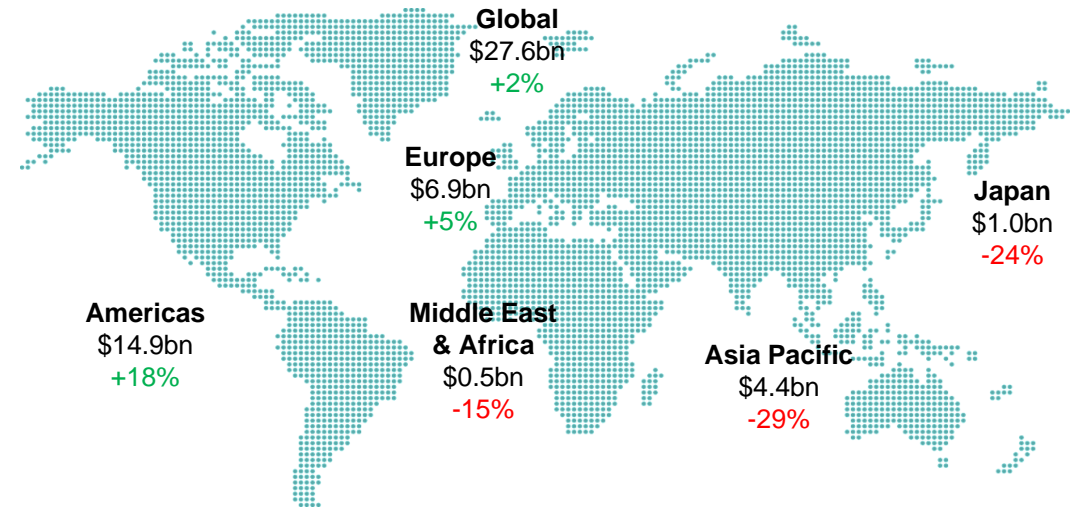 Global
$27.6bn
+2%
Europe
$6.9bn
+5%
Japan
$1.0bn
-24%
Americas
$14.9bn
+18%
Middle East
& Africa
$0.5bn
-15%
Asia Pacific
$4.4bn
-29%